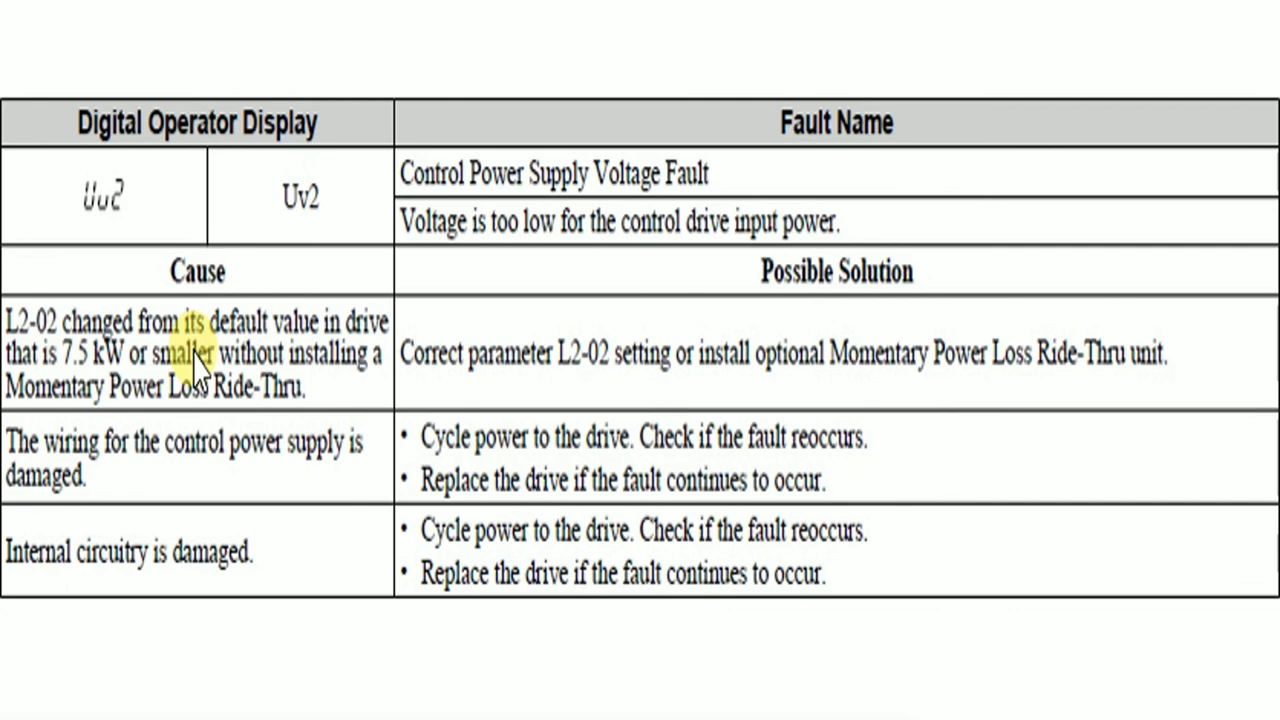 Digital Operator Display
Fault Name
Uv2
Uv2
Control Power Supply Voltage Fault
Voltage is too low for the control drive input power.
Cause
Possible Solution
L2-02 changed from its default value in drive
that is 7.5 kW or smaller without installing a
Momentary Power Loss Ride-Thru.
Correct parameter L2-02 setting or install optional Momentary Power Loss Ride-Thru unit.
The wiring for the control power supply is
damaged.
• Cycle power to the drive. Check if the fault reoccurs.
• Replace the drive if the fault continues to occur.
Internal circuitry is damaged.
• Cycle power to the drive. Check if the fault reoccurs.
• Replace the drive if the fault continues to occur.